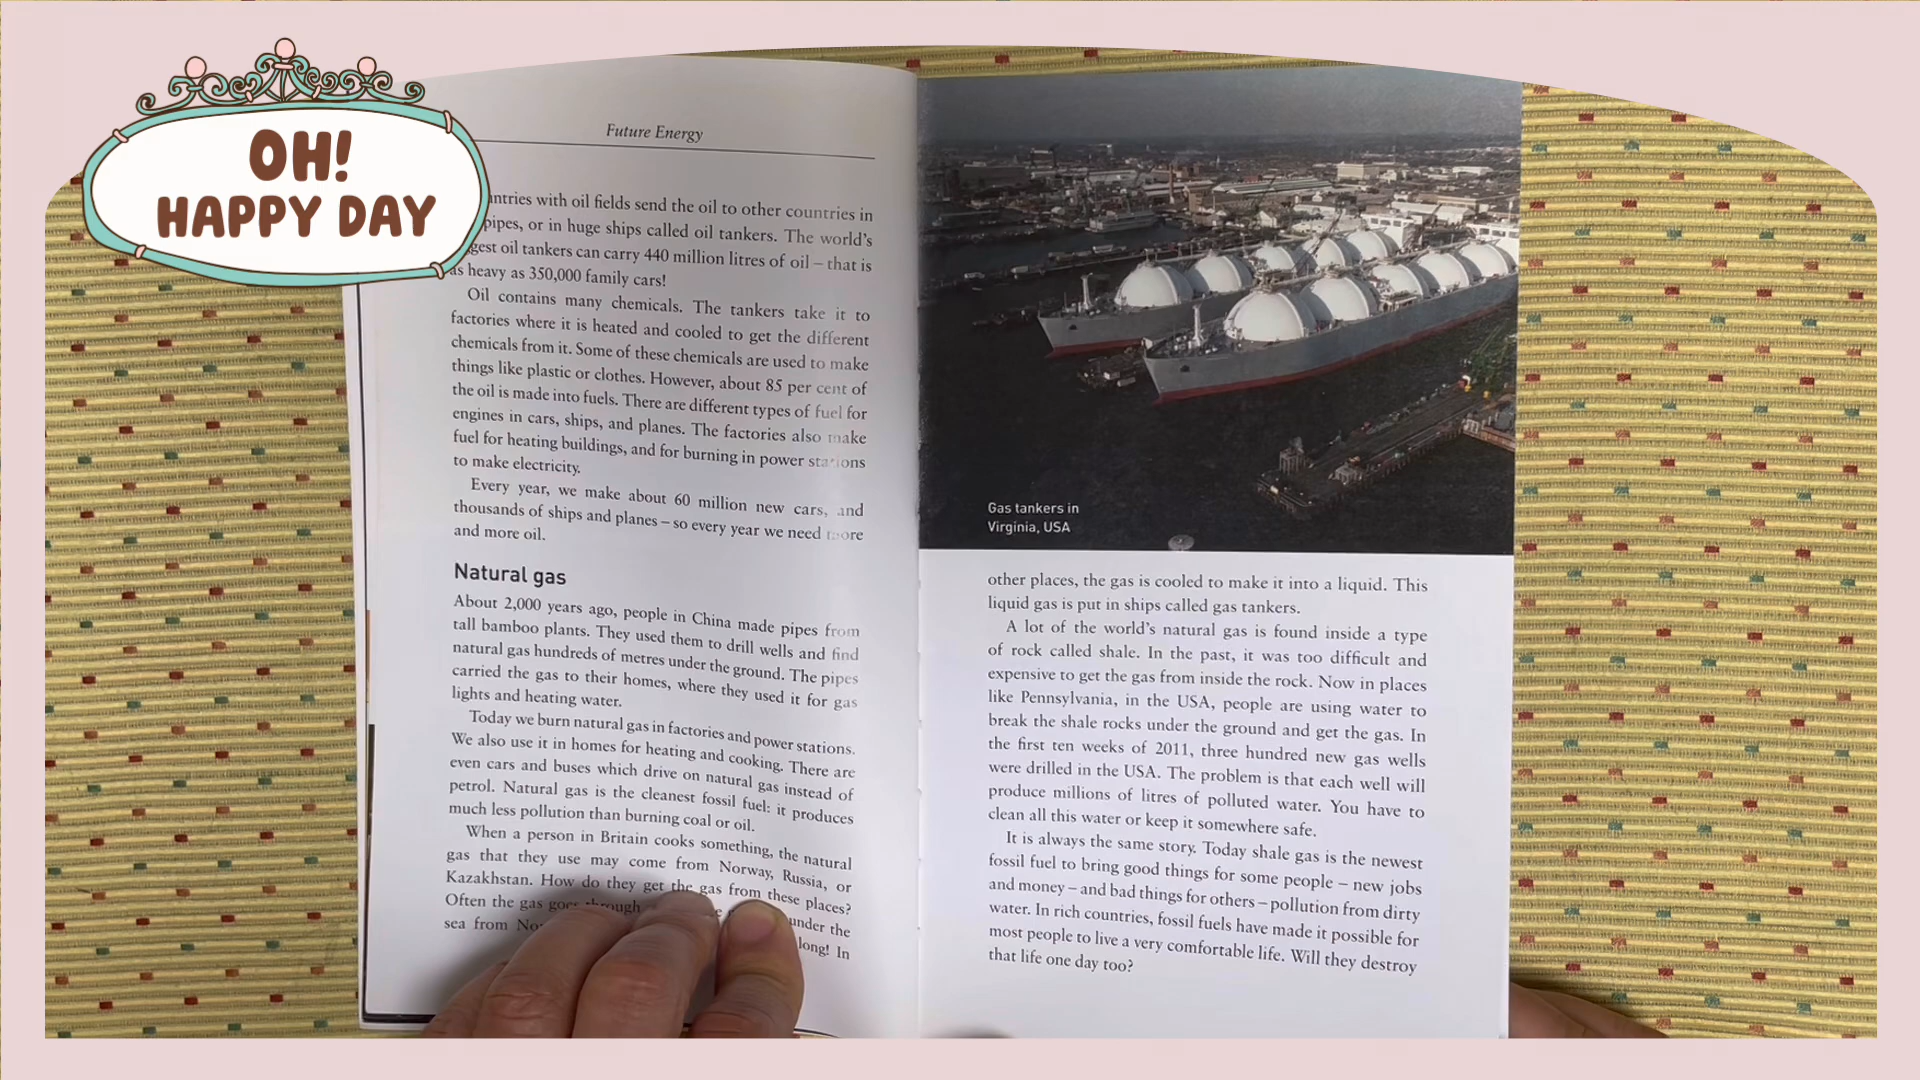 OH!
HAPPY DAY
Future Energy
ntries with oil fields send the oil to other countries in
pipes, or in huge ships called oil tankers. The world's
gest oil tankers can carry 440 million litres of oil – that is
as heavy as 350,000 family cars!
Oil contains many chemicals. The tankers take it to
factories where it is heated and cooled to get the different
chemicals from it. Some of these chemicals are used to make
things like plastic or clothes. However, about 85 per cent of
the oil is made into fuels. There are different types of fuel for
engines in cars, ships, and planes. The factories also make
fuel for heating buildings, and for burning in power stations
to make electricity.
Every year, we make about 60 million new cars, and
thousands of ships and planes – so every year we need more
and more oil.
Natural gas
About 2,000 years ago, people in China made pipes from
tall bamboo plants. They used them to drill wells and find
natural gas hundreds of metres under the ground. The pipes
carried the gas to their homes, where they used it for gas
lights and heating water.
Today we burn natural gas in factories and power stations.
We also use it in homes for heating and cooking. There are
even cars and buses which drive on natural gas instead of
petrol. Natural gas is the cleanest fossil fuel: it produces
much less pollution than burning coal or oil.
When a person in Britain cooks something, the natural
gas that they use may come from Norway, Russia, or
Kazakhstan. How do they get the gas from these places?
Often the gas goes through under the
sea from No long! In
Gas tankers in
Virginia, USA
other places, the gas is cooled to make it into a liquid. This
liquid gas is put in ships called gas tankers.
A lot of the world's natural gas is found inside a type
of rock called shale. In the past, it was too difficult and
expensive to get the gas from inside the rock. Now in places
like Pennsylvania, in the USA, people are using water to
break the shale rocks under the ground and get the gas. In
the first ten weeks of 2011, three hundred new gas wells
were drilled in the USA. The problem is that each well will
produce millions of litres of polluted water. You have to
clean all this water or keep it somewhere safe.
It is always the same story. Today shale gas is the newest
fossil fuel to bring good things for some people – new jobs
and money – and bad things for others – pollution from dirty
water. In rich countries, fossil fuels have made it possible for
most people to live a very comfortable life. Will they destroy
that life one day too?